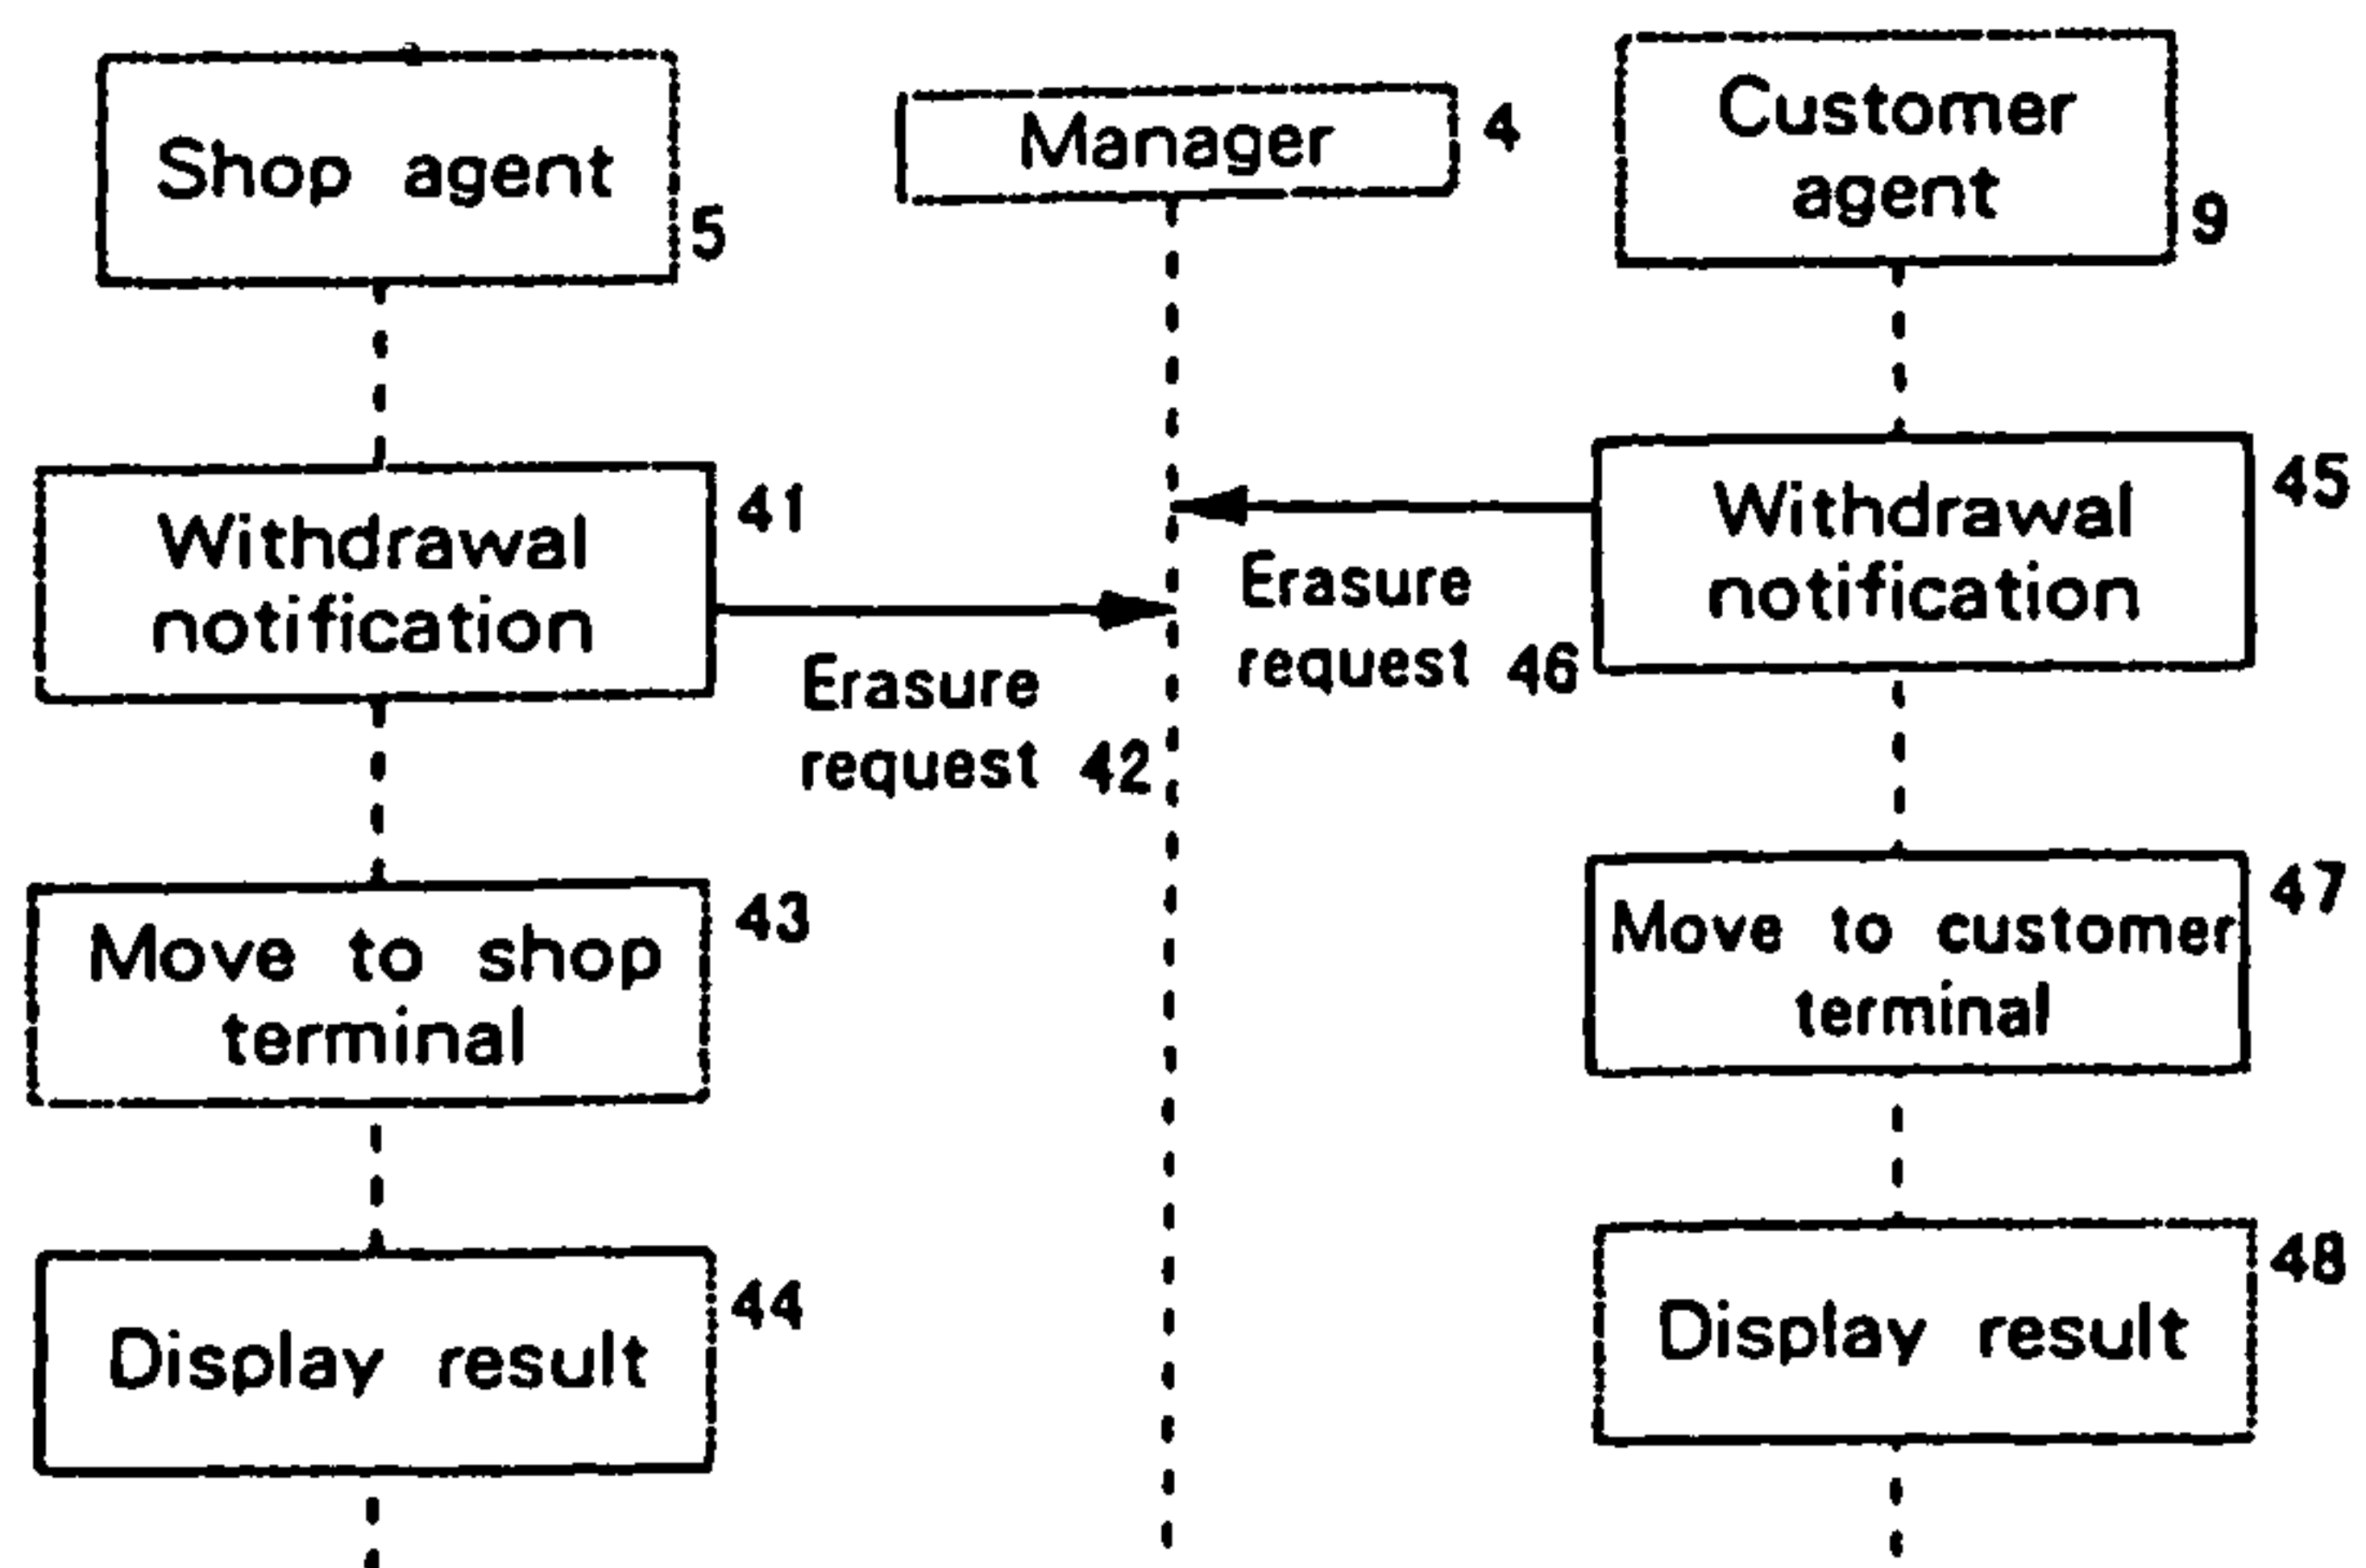 Shop agent
5
Manager
4
Customer
agent
9
Withdrawal
notification
41
Erasure
request 42
Erasure
request 46
Withdrawal
notification
45
Move to shop
terminal
43
Move to customer
terminal
47
Display result
44
Display result
48